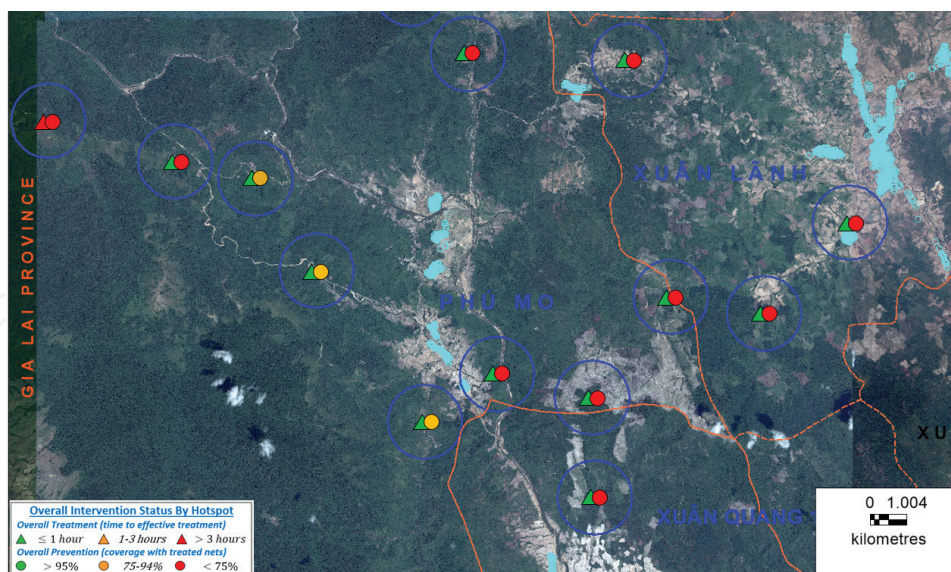 GIA LAI PROVINCE
XUÂN LÃNH
PHÚ MỠ
XUÂN QUANG
XU
Overall Intervention Status By Hotspot
Overall Treatment (time to effective treatment)
≤ 1 hour 1-3 hours > 3 hours
Overall Prevention (coverage with treated nets)
> 95% 75-94% < 75%
0 1.004
kilometres